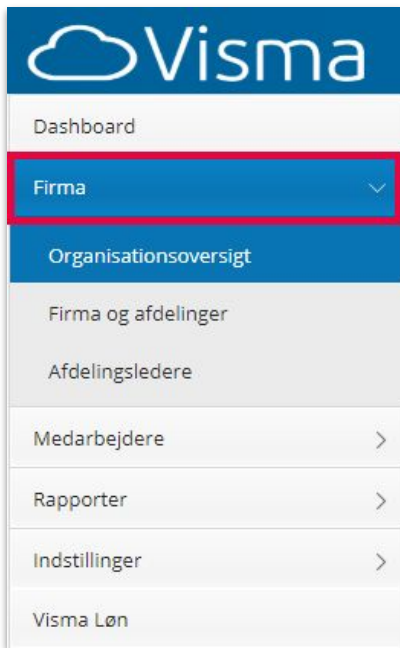 Visma
Dashboard
Firma
Organisationsoversigt
Firma og afdelinger
Afdelingsledere
Medarbejdere
Rapporter
Indstillinger
Visma Løn